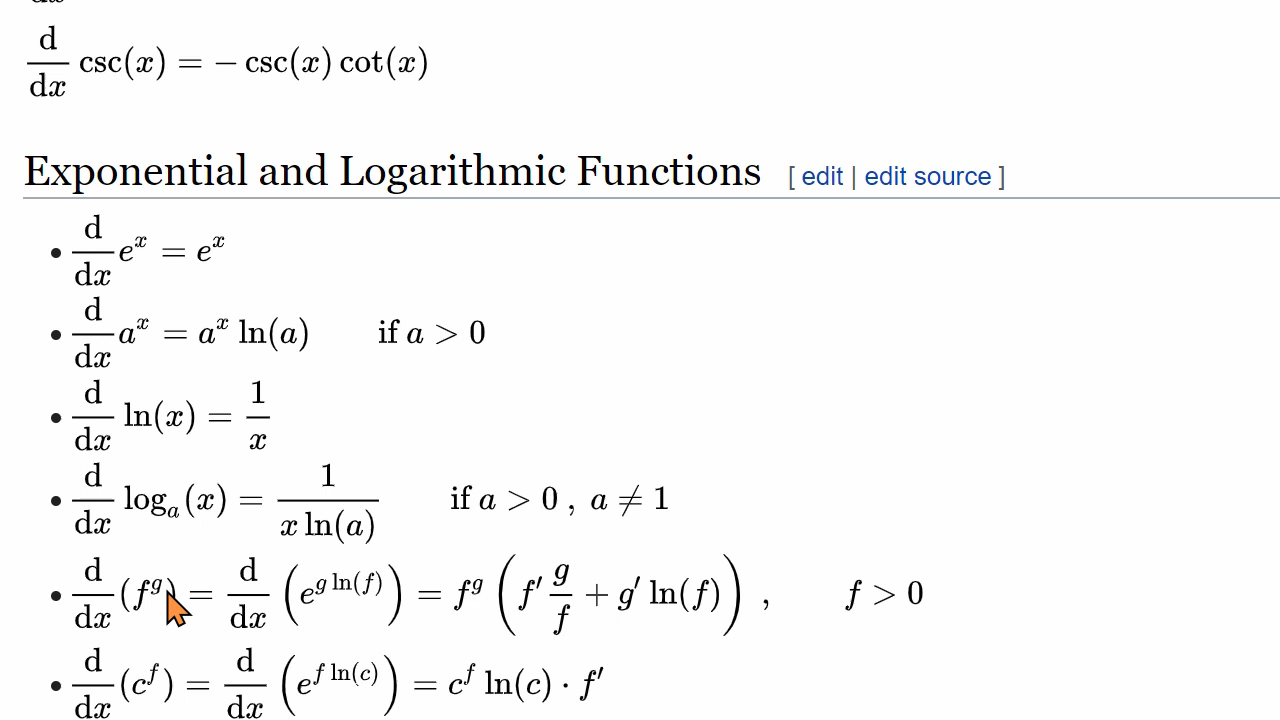 d/dx csc(x) = − csc(x) cot(x)
Exponential and Logarithmic Functions [ edit | edit source ]
• d/dx e^x = e^x
• d/dx a^x = a^x ln(a) if a > 0
• d/dx ln(x) = 1/x
• d/dx log_a(x) = 1/(x ln(a)) if a > 0 , a ≠ 1
• d/dx (f^g) = d/dx (e^(g ln(f))) = f^g (f′ g/f + g′ ln(f)) , f > 0
• d/dx (c^f) = d/dx (e^(f ln(c))) = c^f ln(c) · f′